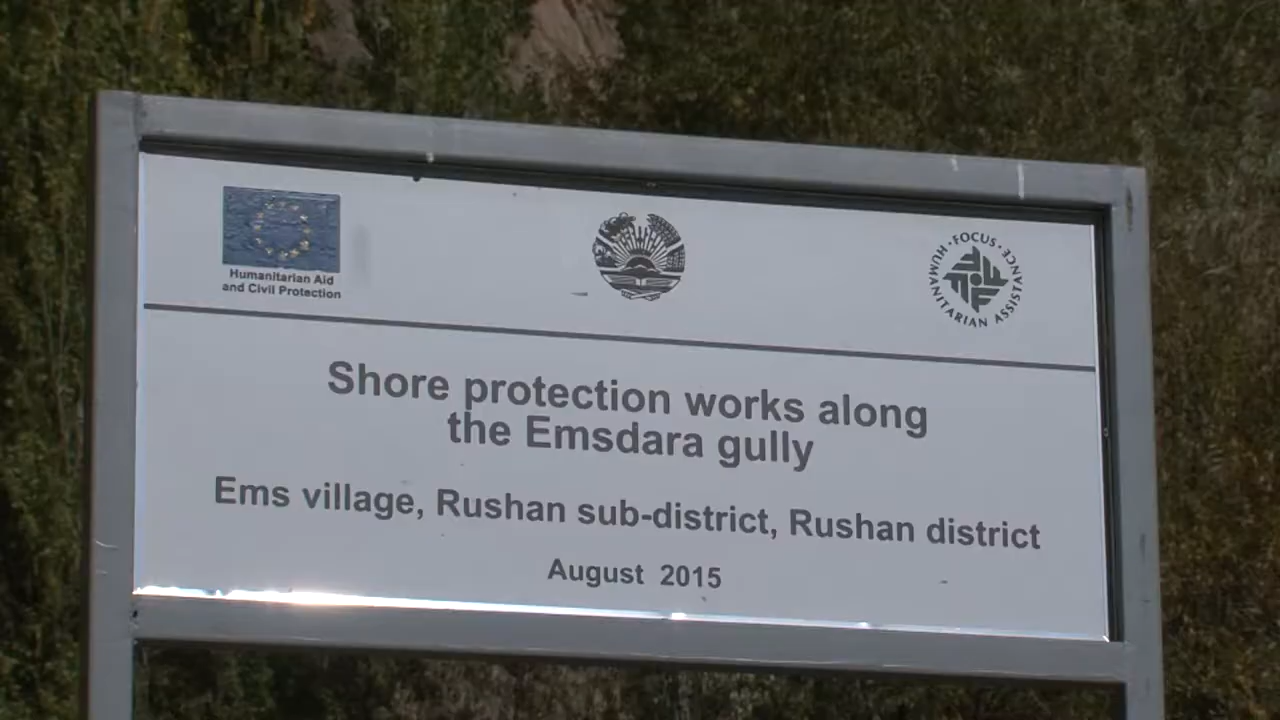 Humanitarian Aid
and Civil Protection
· FOCUS ·
HUMANITARIAN ASSISTANCE
Shore protection works along
the Emsdara gully
Ems village, Rushan sub-district, Rushan district
August 2015